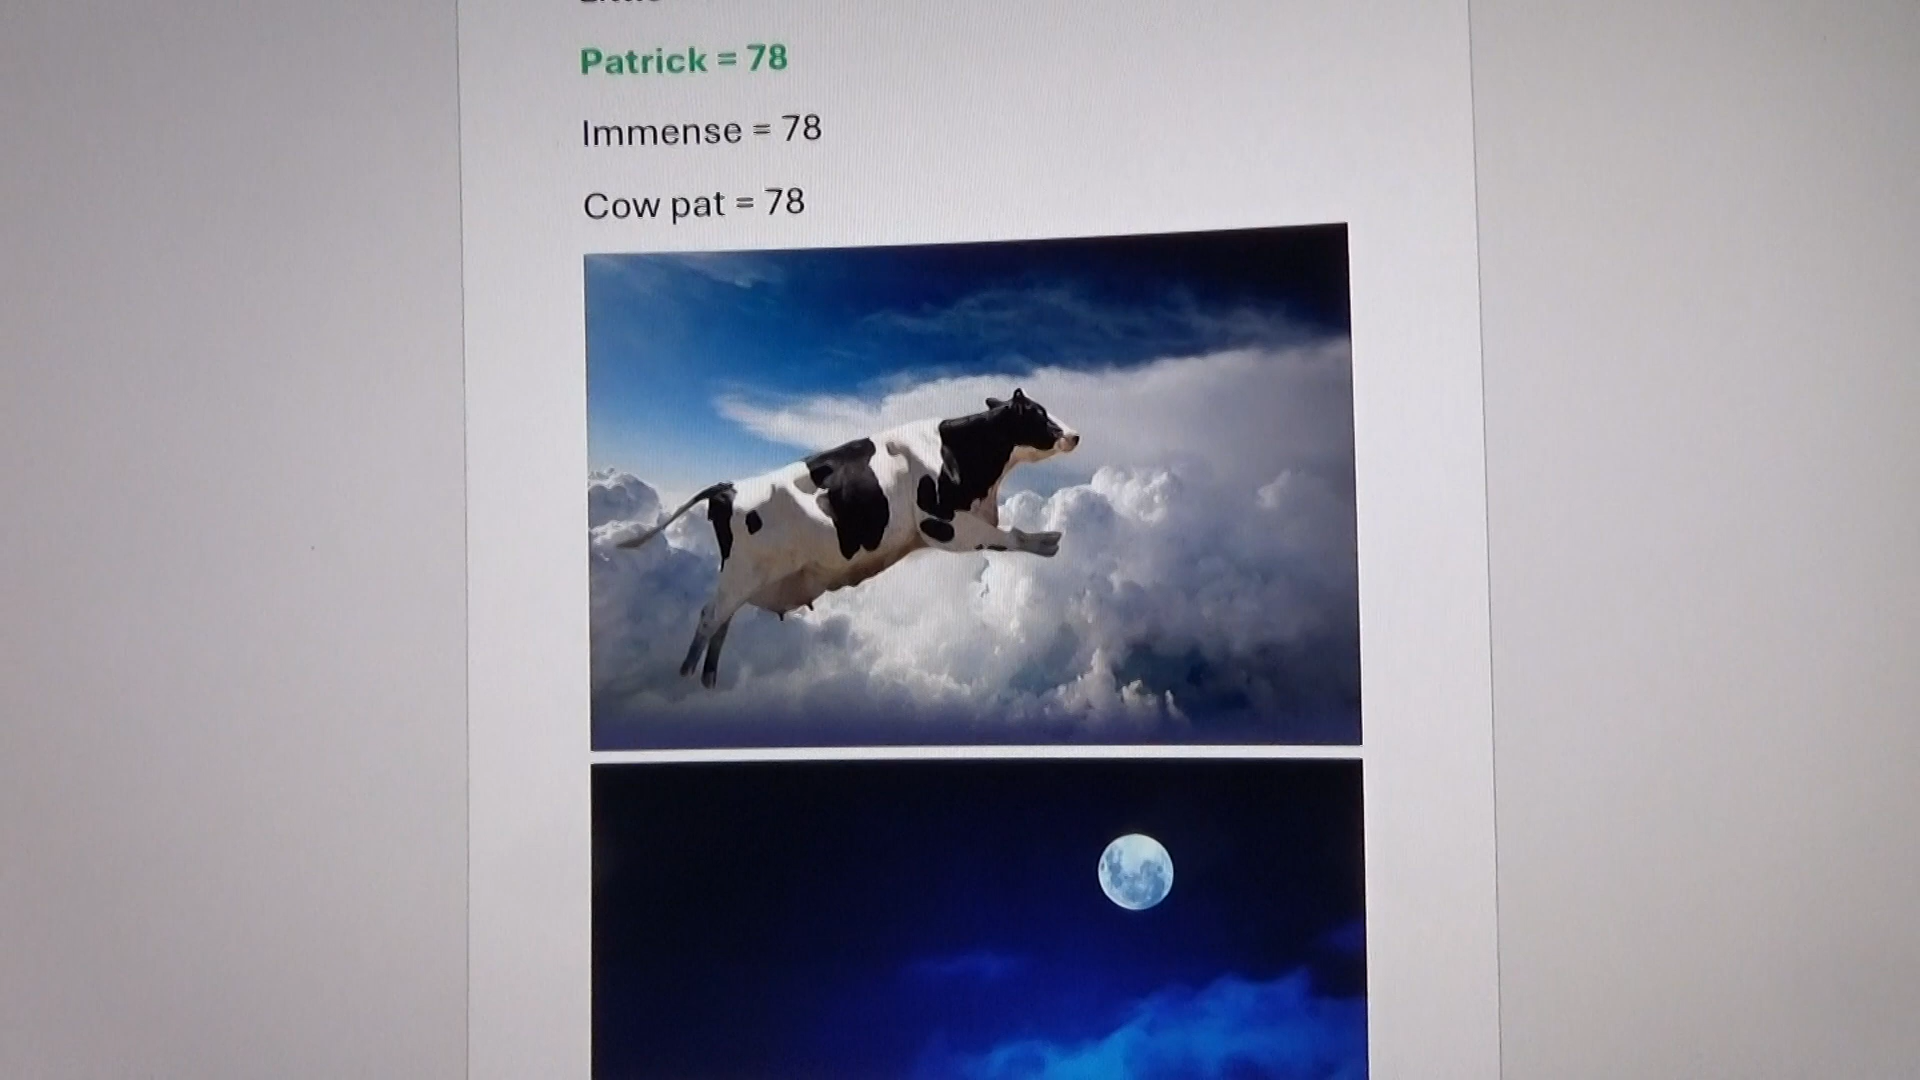 Patrick = 78
Immense = 78
Cow pat = 78